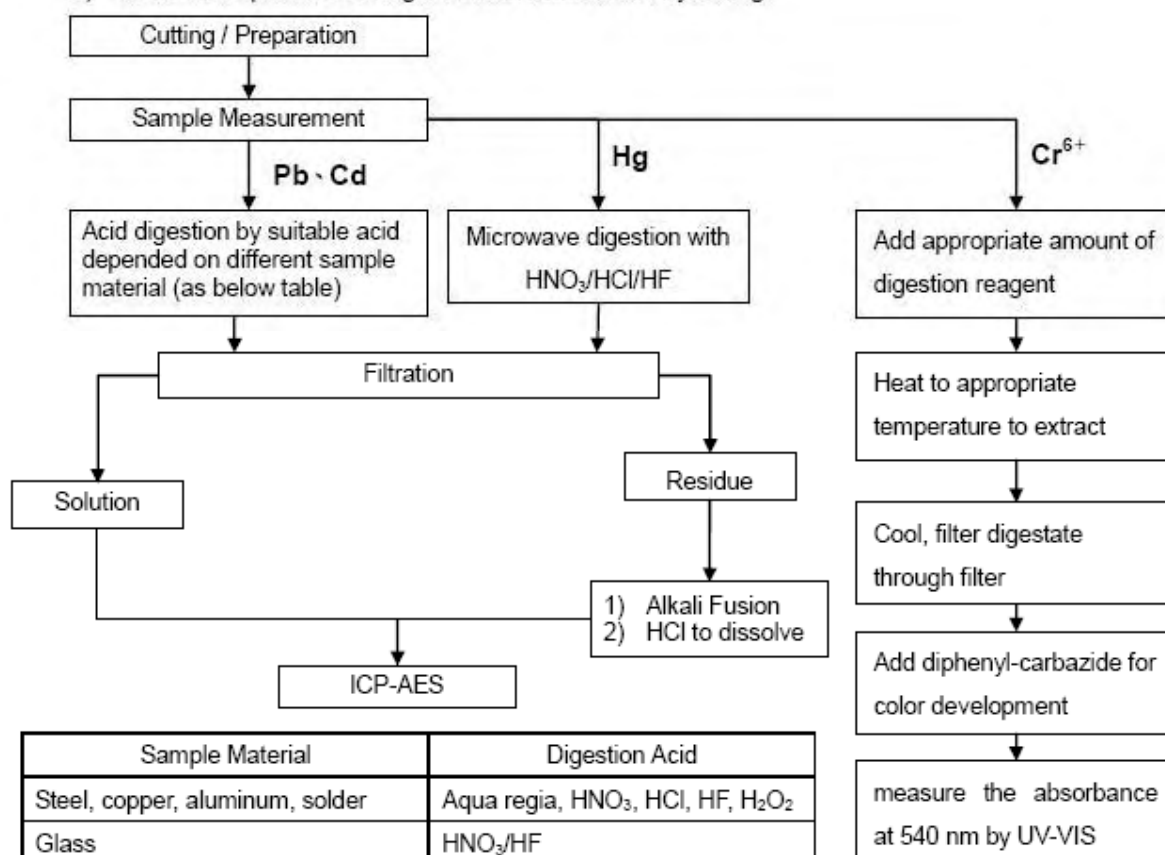 Cutting / Preparation
Sample Measurement
Pb、Cd
Hg
Cr⁶⁺
Acid digestion by suitable acid
depended on different sample
material (as below table)
Microwave digestion with
HNO₃/HCl/HF
Add appropriate amount of
digestion reagent
Filtration
Heat to appropriate
temperature to extract
Solution
Residue
Cool, filter digestate
through filter
1) Alkali Fusion
2) HCl to dissolve
ICP-AES
Add diphenyl-carbazide for
color development
Sample Material Digestion Acid
Steel, copper, aluminum, solder Aqua regia, HNO₃, HCl, HF, H₂O₂
Glass HNO₃/HF
measure the absorbance
at 540 nm by UV-VIS